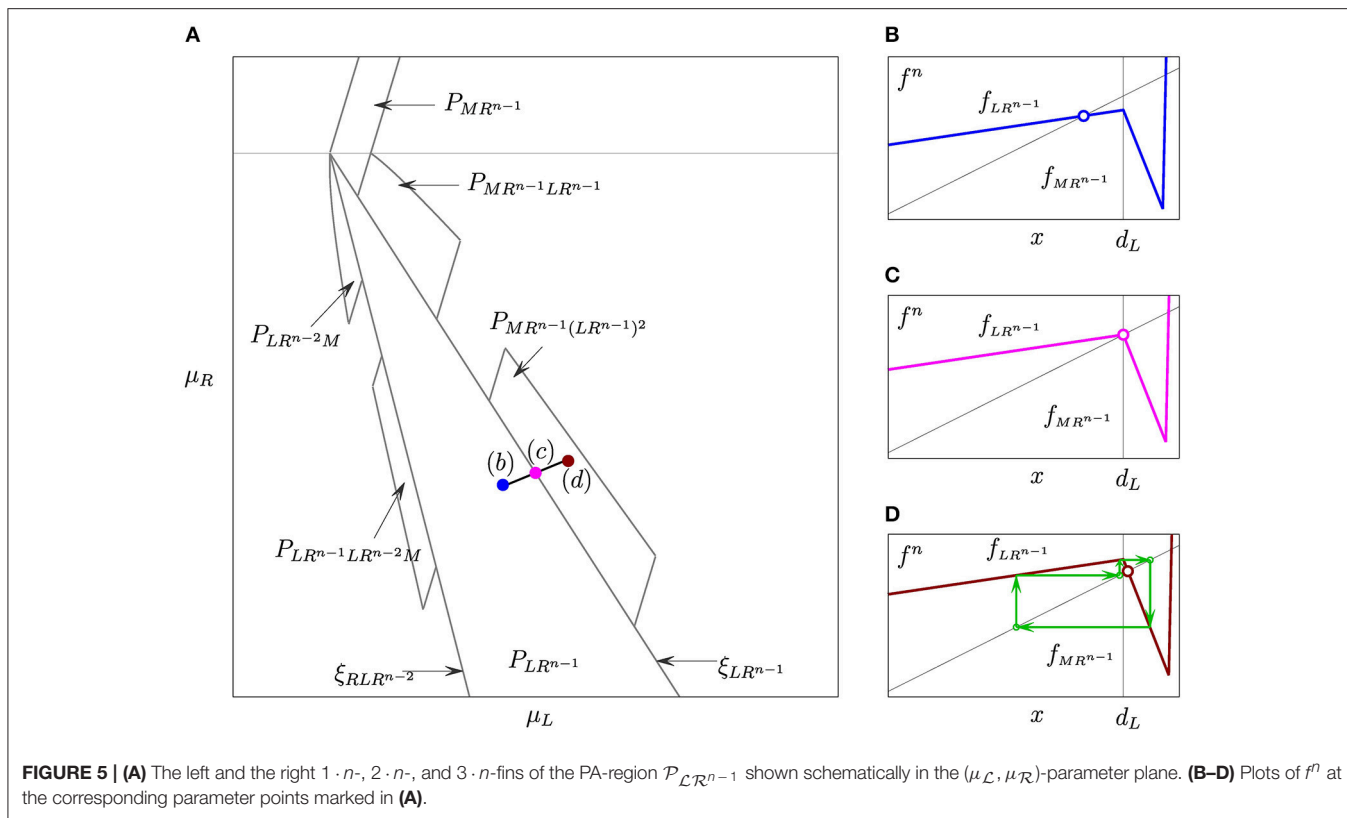 A
P_{MR^{n-1}}
P_{MR^{n-1}LR^{n-1}}
P_{LR^{n-2}M}
P_{MR^{n-1}(LR^{n-1})^2}
μ_R
(b)
(c)
(d)
P_{LR^{n-1}LR^{n-2}M}
ξ_{RLR^{n-2}}
P_{LR^{n-1}}
ξ_{LR^{n-1}}
μ_L
B
f^n
f_{LR^{n-1}}
f_{MR^{n-1}}
x
d_L
C
f^n
f_{LR^{n-1}}
f_{MR^{n-1}}
x
d_L
D
f^n
f_{LR^{n-1}}
f_{MR^{n-1}}
x
d_L
FIGURE 5 | (A) The left and the right 1 · n-, 2 · n-, and 3 · n-fins of the PA-region 𝒫_{ℒℛ^{n−1}} shown schematically in the (μ_ℒ, μ_ℛ)-parameter plane. (B–D) Plots of f^n at
the corresponding parameter points marked in (A).